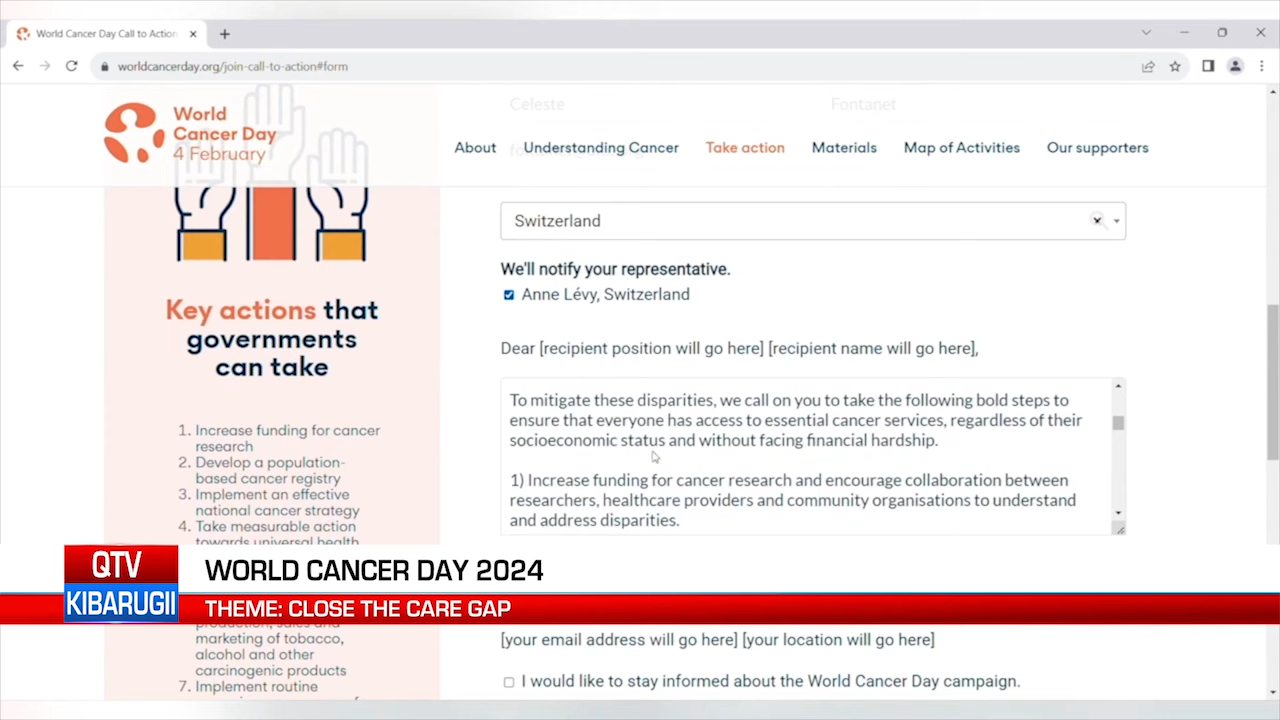 World Cancer Day Call to Action
worldcancerday.org/join-call-to-action#form
World
Cancer Day
4 February
Celeste
Fontanet
About
Understanding Cancer
Take action
Materials
Map of Activities
Our supporters
Key actions that
governments
can take
1. Increase funding for cancer
research
2. Develop a population-
based cancer registry
3. Implement an effective
national cancer strategy
4. Take measurable action
towards universal health
production, sales and
marketing of tobacco,
alcohol and other
carcinogenic products
7. Implement routine
Switzerland
We'll notify your representative.
Anne Lévy, Switzerland
Dear [recipient position will go here] [recipient name will go here],
To mitigate these disparities, we call on you to take the following bold steps to
ensure that everyone has access to essential cancer services, regardless of their
socioeconomic status and without facing financial hardship.
1) Increase funding for cancer research and encourage collaboration between
researchers, healthcare providers and community organisations to understand
and address disparities.
[your email address will go here] [your location will go here]
I would like to stay informed about the World Cancer Day campaign.
QTV
KIBARUGII
WORLD CANCER DAY 2024
THEME: CLOSE THE CARE GAP